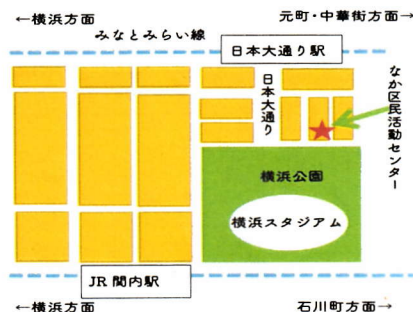 ←横浜方面
元町・中華街方面→
みなとみらい線
日本大通り駅
日本大通り
なか区民活動センター
横浜公園
横浜スタジアム
JR 関内駅
←横浜方面
石川町方面→